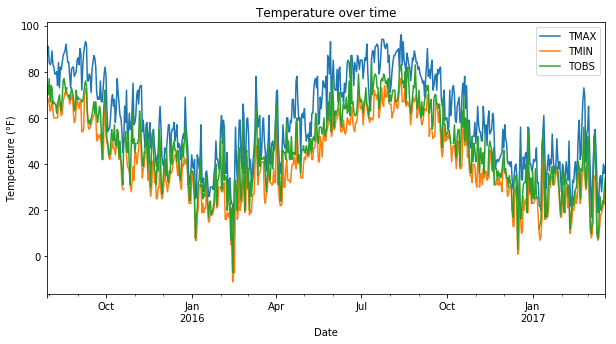 Temperature over time
TMAX
TMIN
TOBS
Temperature (°F)
100
80
60
40
20
0
Oct
Jan
2016
Apr
Jul
Oct
Jan
2017
Date